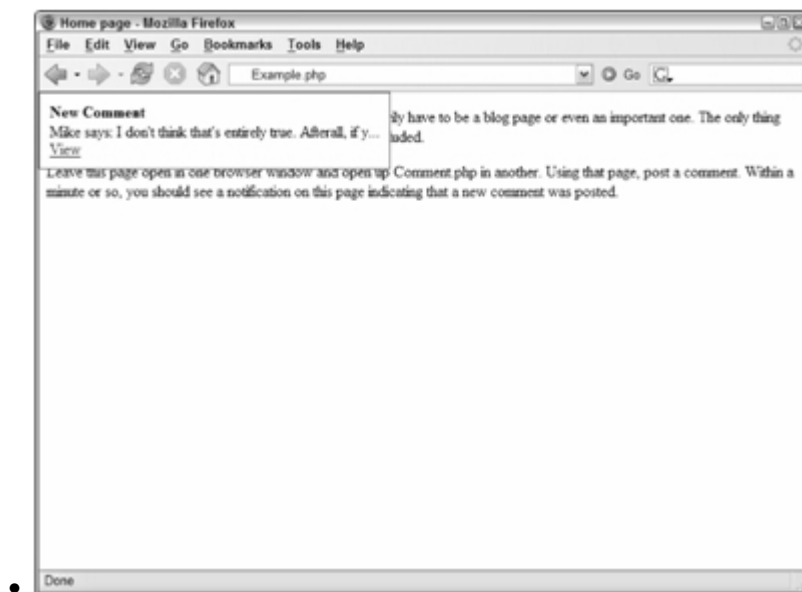 Home page - Mozilla Firefox
File Edit View Go Bookmarks Tools Help
Example.php Go
New Comment
Mike says: I don't think that's entirely true. Afterall, if y...
View
have to be a blog page or even an important one. The only thing
Leave this page open in one browser window and open up Comment.php in another. Using that page, post a comment. Within a
minute or so, you should see a notification on this page indicating that a new comment was posted.
Done